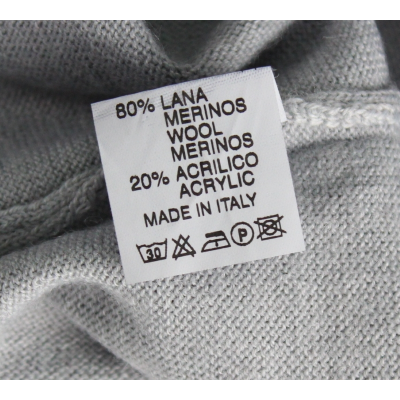 80% LANA
MERINOS
WOOL
MERINOS
20% ACRILICO
ACRYLIC
MADE IN ITALY
30 P